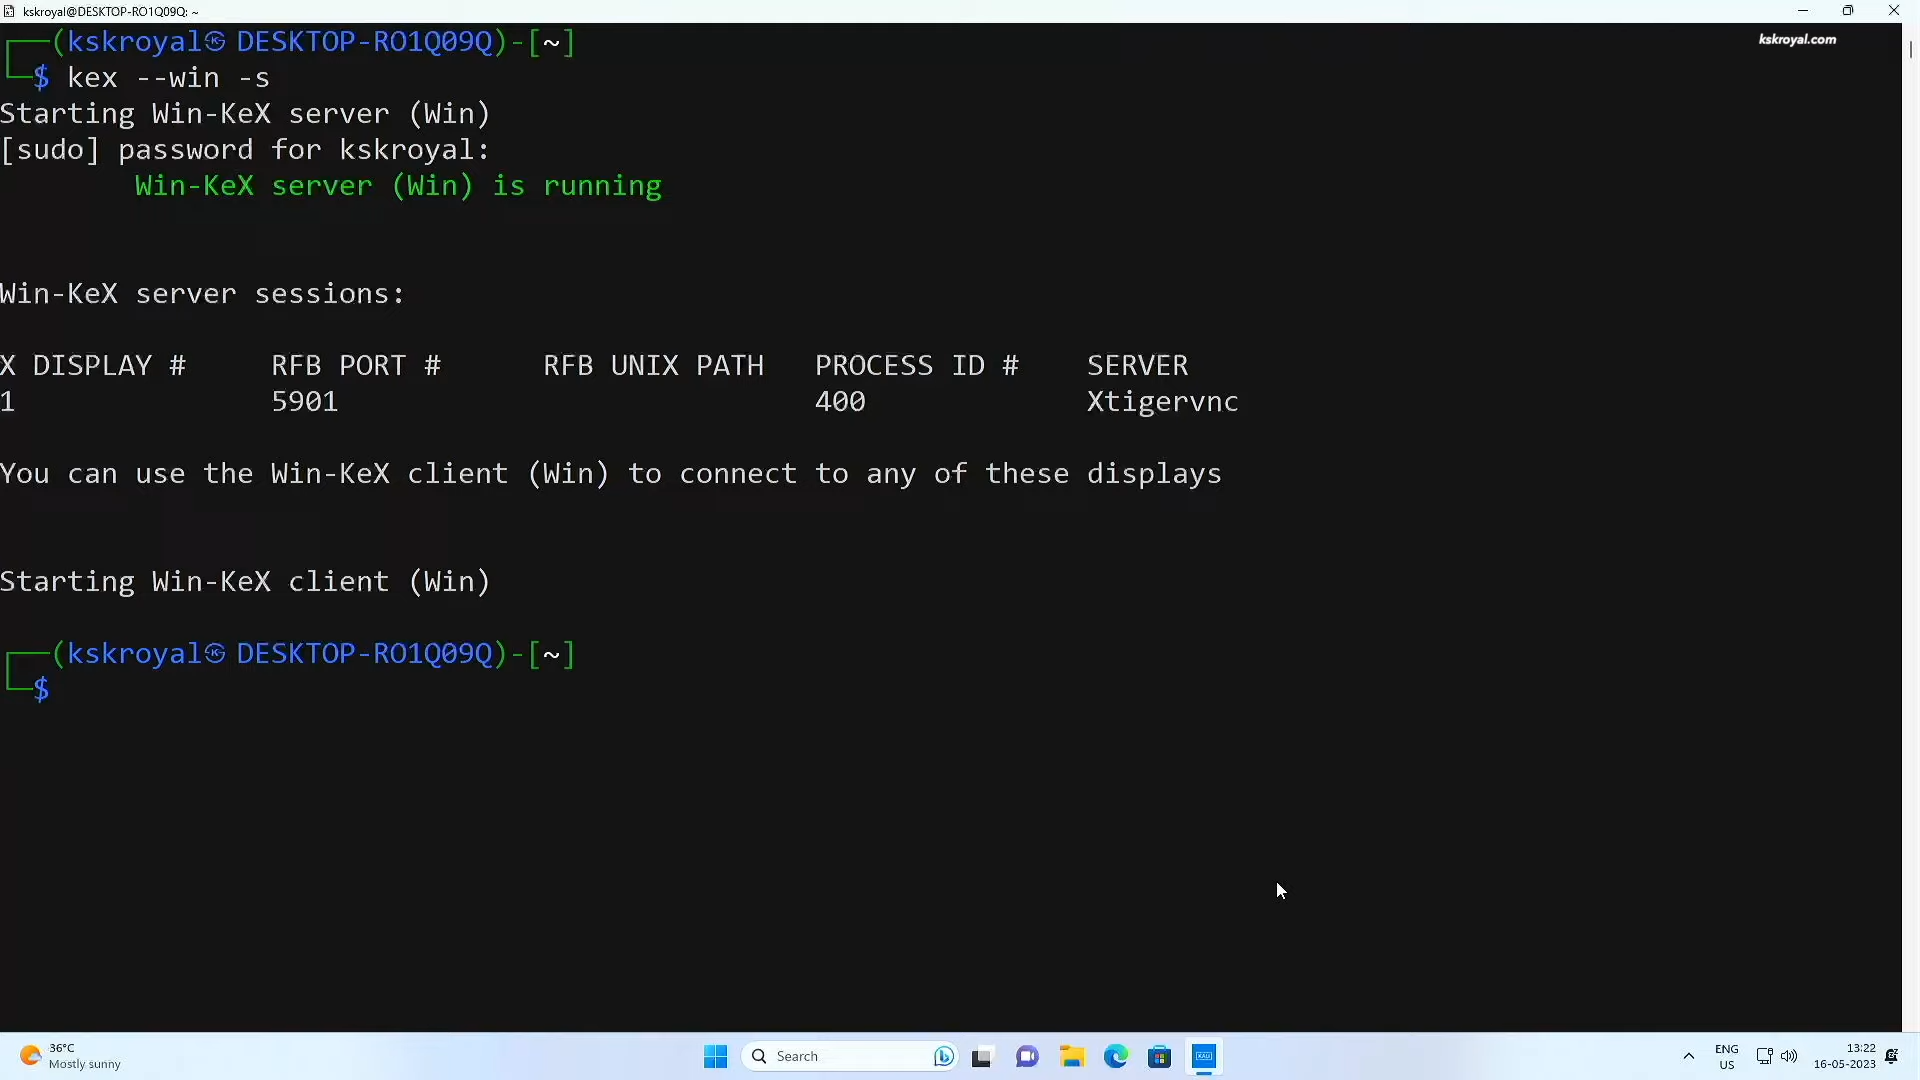 kskroyal@DESKTOP-RO1Q09Q: ~
kskroyal.com
(kskroyal㉿DESKTOP-RO1Q09Q)-[~]
$ kex --win -s
Starting Win-KeX server (Win)
[sudo] password for kskroyal:
Win-KeX server (Win) is running
Win-KeX server sessions:
X DISPLAY # RFB PORT # RFB UNIX PATH PROCESS ID # SERVER
1 5901 400 Xtigervnc
You can use the Win-KeX client (Win) to connect to any of these displays
Starting Win-KeX client (Win)
(kskroyal㉿DESKTOP-RO1Q09Q)-[~]
$
36°C
Mostly sunny
Search
KALI
ENG
US
13:22
16-05-2023